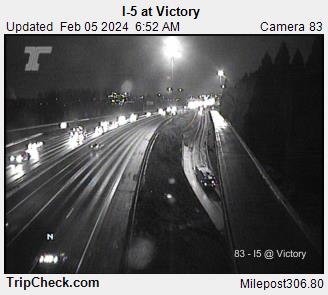 I-5 at Victory
Updated Feb 05 2024 6:52 AM Camera 83
N
83 - I5 @ Victory
TripCheck.com Milepost306.80